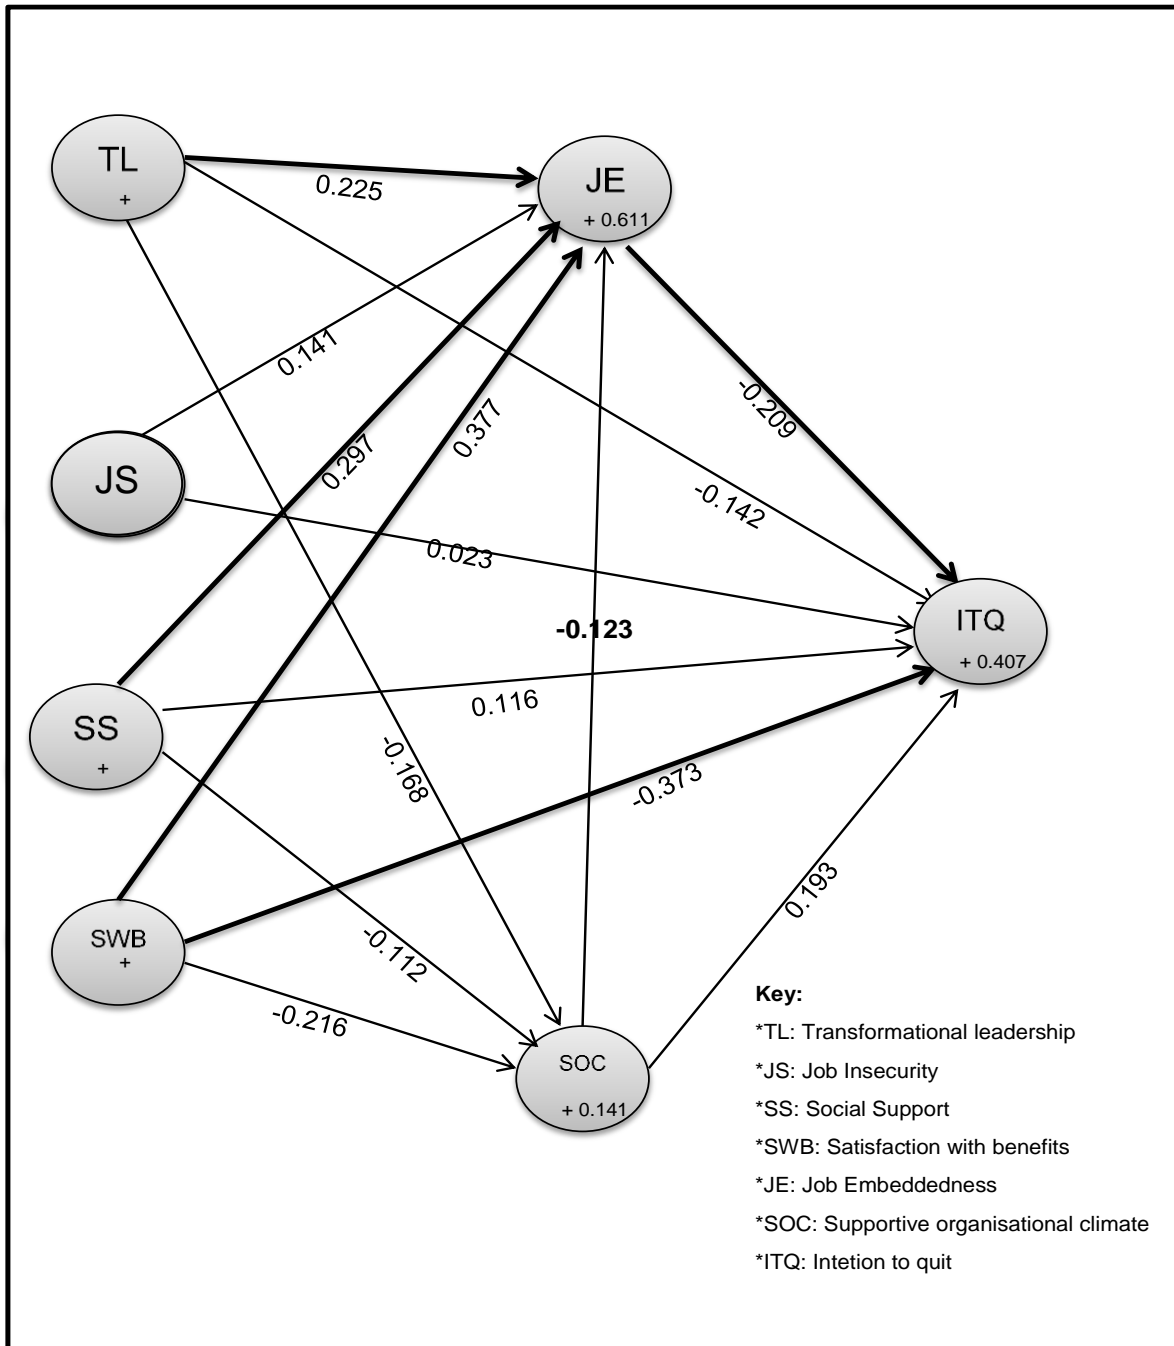 TL
+
JE
+ 0.611
0.225
0.141
0.297
0.377
-0.209
JS
-0.142
0.023
ITQ
+ 0.407
-0.123
SS
+
0.116
-0.168
-0.373
0.193
SWB
+
-0.112
-0.216
SOC
+ 0.141
Key:
*TL: Transformational leadership
*JS: Job Insecurity
*SS: Social Support
*SWB: Satisfaction with benefits
*JE: Job Embeddedness
*SOC: Supportive organisational climate
*ITQ: Intetion to quit